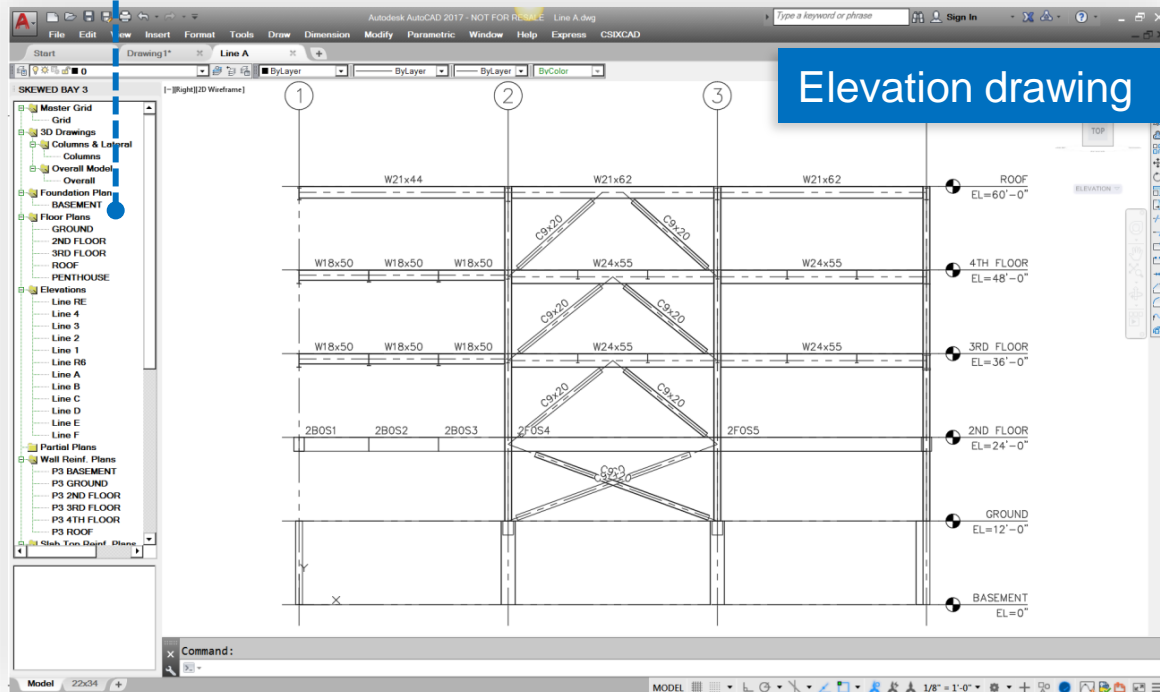 Autodesk AutoCAD 2017 - NOT FOR RESALE Line A.dwg
Type a keyword or phrase
Sign In
File Edit View Insert Format Tools Draw Dimension Modify Parametric Window Help Express CSIXCAD
Start Drawing1* Line A
0 ByLayer ByLayer ByLayer ByColor
Elevation drawing
SKEWED BAY 3
Master Grid
Grid
3D Drawings
Columns & Lateral
Columns
Overall Model
Overall
Foundation Plan
BASEMENT
Floor Plans
GROUND
2ND FLOOR
3RD FLOOR
ROOF
PENTHOUSE
Elevations
Line RE
Line 4
Line 3
Line 2
Line 1
Line R6
Line A
Line B
Line C
Line D
Line E
Line F
Partial Plans
Wall Reinf. Plans
P3 BASEMENT
P3 GROUND
P3 2ND FLOOR
P3 3RD FLOOR
P3 4TH FLOOR
P3 ROOF
Slab Top Reinf. Plans
[-][Right][2D Wireframe]
1 2 3
TOP
ELEVATION
W21x44 W21x62 W21x62
ROOF
EL=60'-0"
C9x20 C9x20
W18x50 W18x50 W18x50 W24x55 W24x55
4TH FLOOR
EL=48'-0"
C9x20 C9x20
W18x50 W18x50 W18x50 W24x55 W24x55
3RD FLOOR
EL=36'-0"
C9x20 C9x20
2B0S1 2B0S2 2B0S3 2F0S4 2F0S5
2ND FLOOR
EL=24'-0"
GROUND
EL=12'-0"
Y
X
BASEMENT
EL=0"
Command:
Model 22x34 +
MODEL 1/8" = 1'-0"